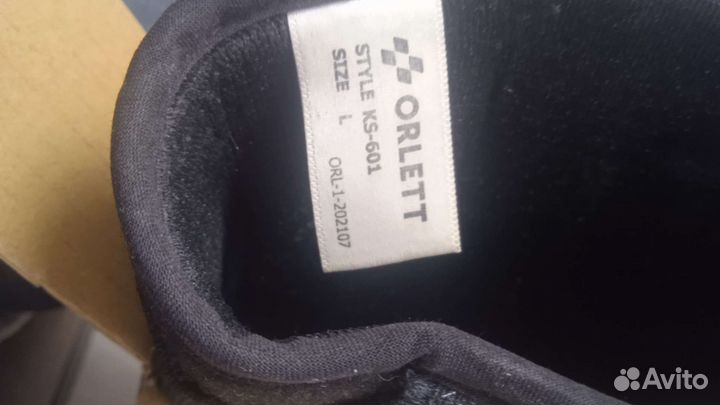 ORLETT
STYLE KS-601
SIZE L
ORL-1-202107
Avito